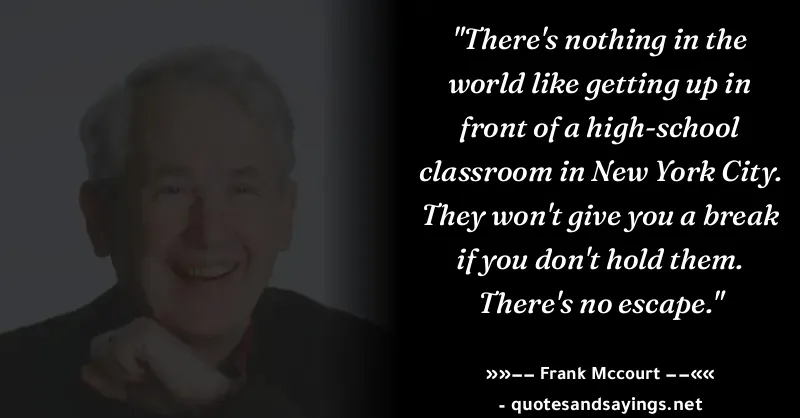 "There's nothing in the
world like getting up in
front of a high-school
classroom in New York City.
They won't give you a break
if you don't hold them.
There's no escape."
»»−− Frank Mccourt −−««
- quotesandsayings.net